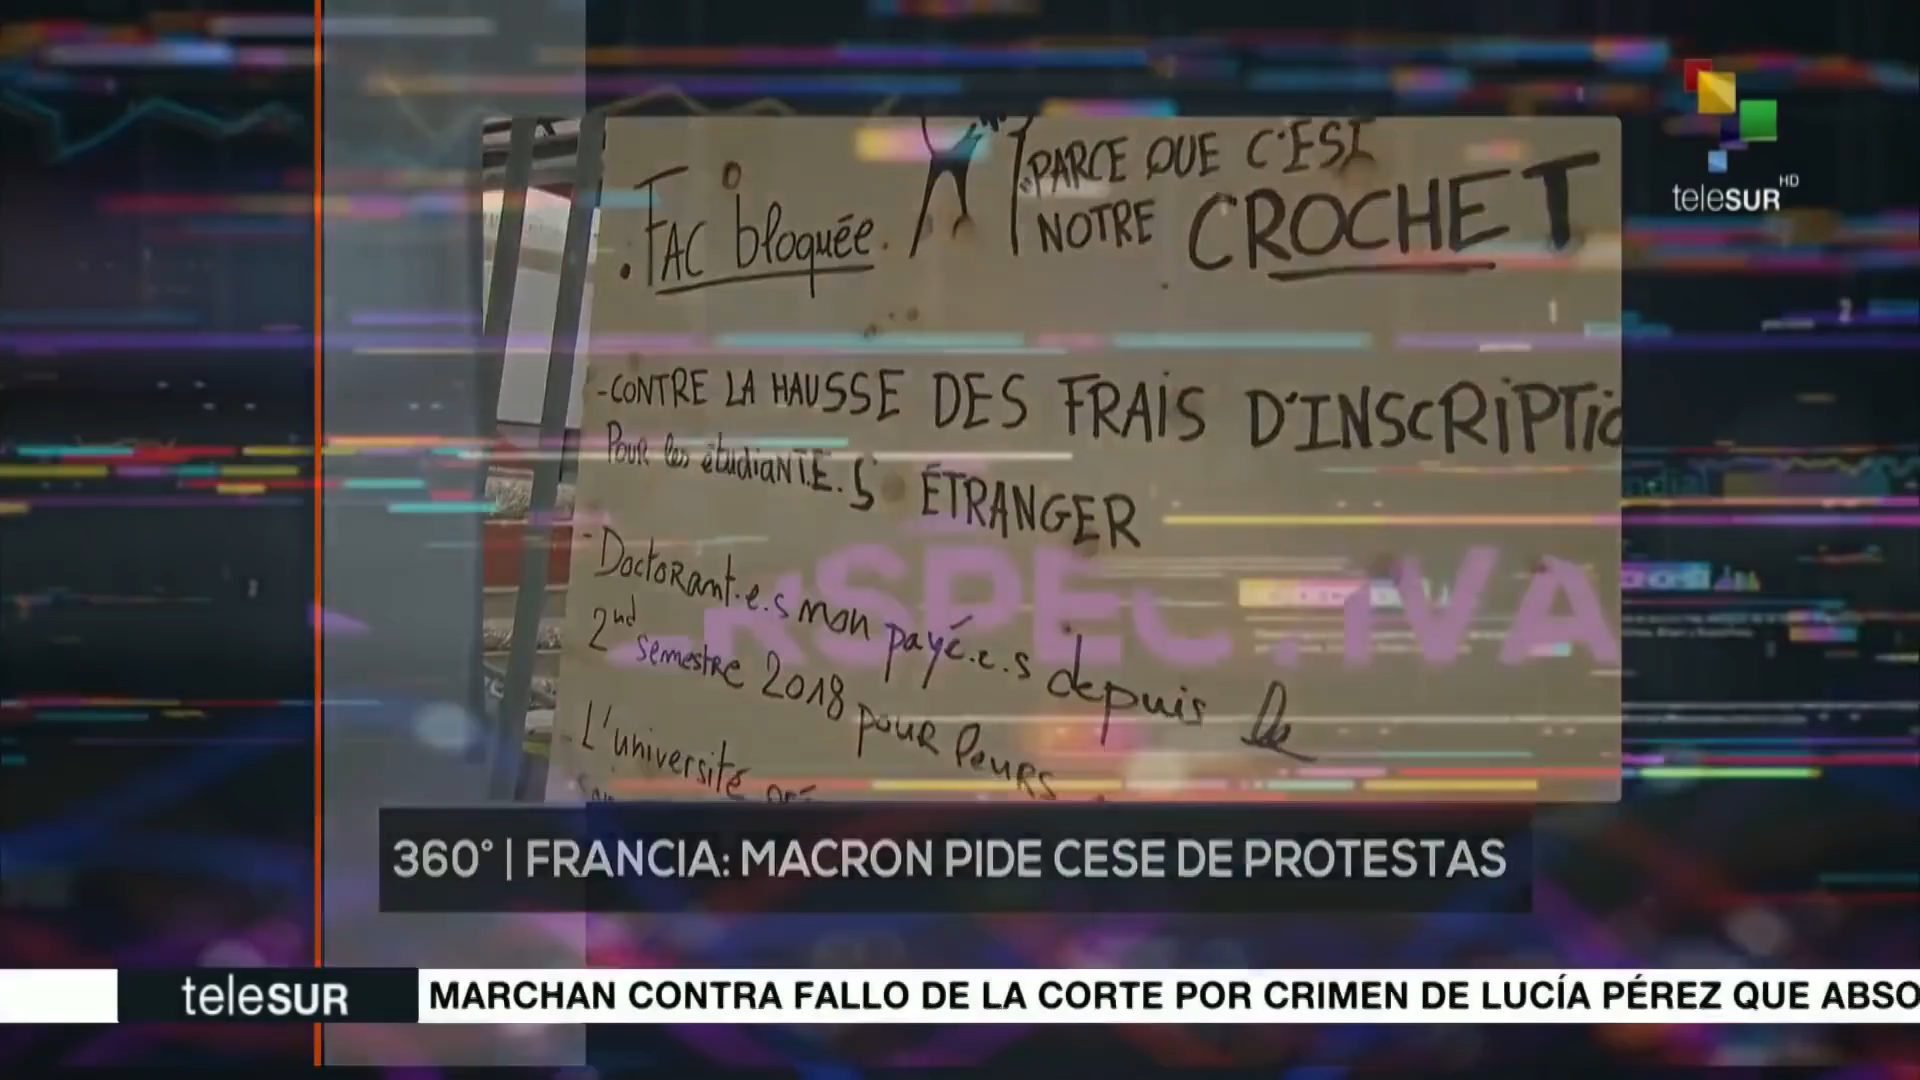 teleSUR HD
PARCE QUE C'EST
. FAC bloquée.
NOTRE CROCHET
- CONTRE LA HAUSSE DES FRAIS D'INSCRIPTIO
Pour les étudianT.E.S ÉTRANGER
- Doctorant.e.s non payé.e.s depuis le
2nd semestre 2018 pour leurs
L'université
360° | FRANCIA: MACRON PIDE CESE DE PROTESTAS
teleSUR MARCHAN CONTRA FALLO DE LA CORTE POR CRIMEN DE LUCÍA PÉREZ QUE ABSO